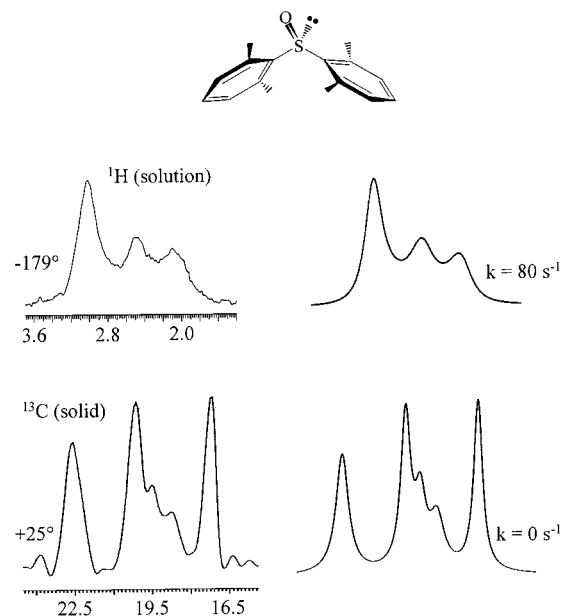 O
S
¹H (solution)
-179°
k = 80 s⁻¹
3.6 2.8 2.0
¹³C (solid)
+25°
k = 0 s⁻¹
22.5 19.5 16.5